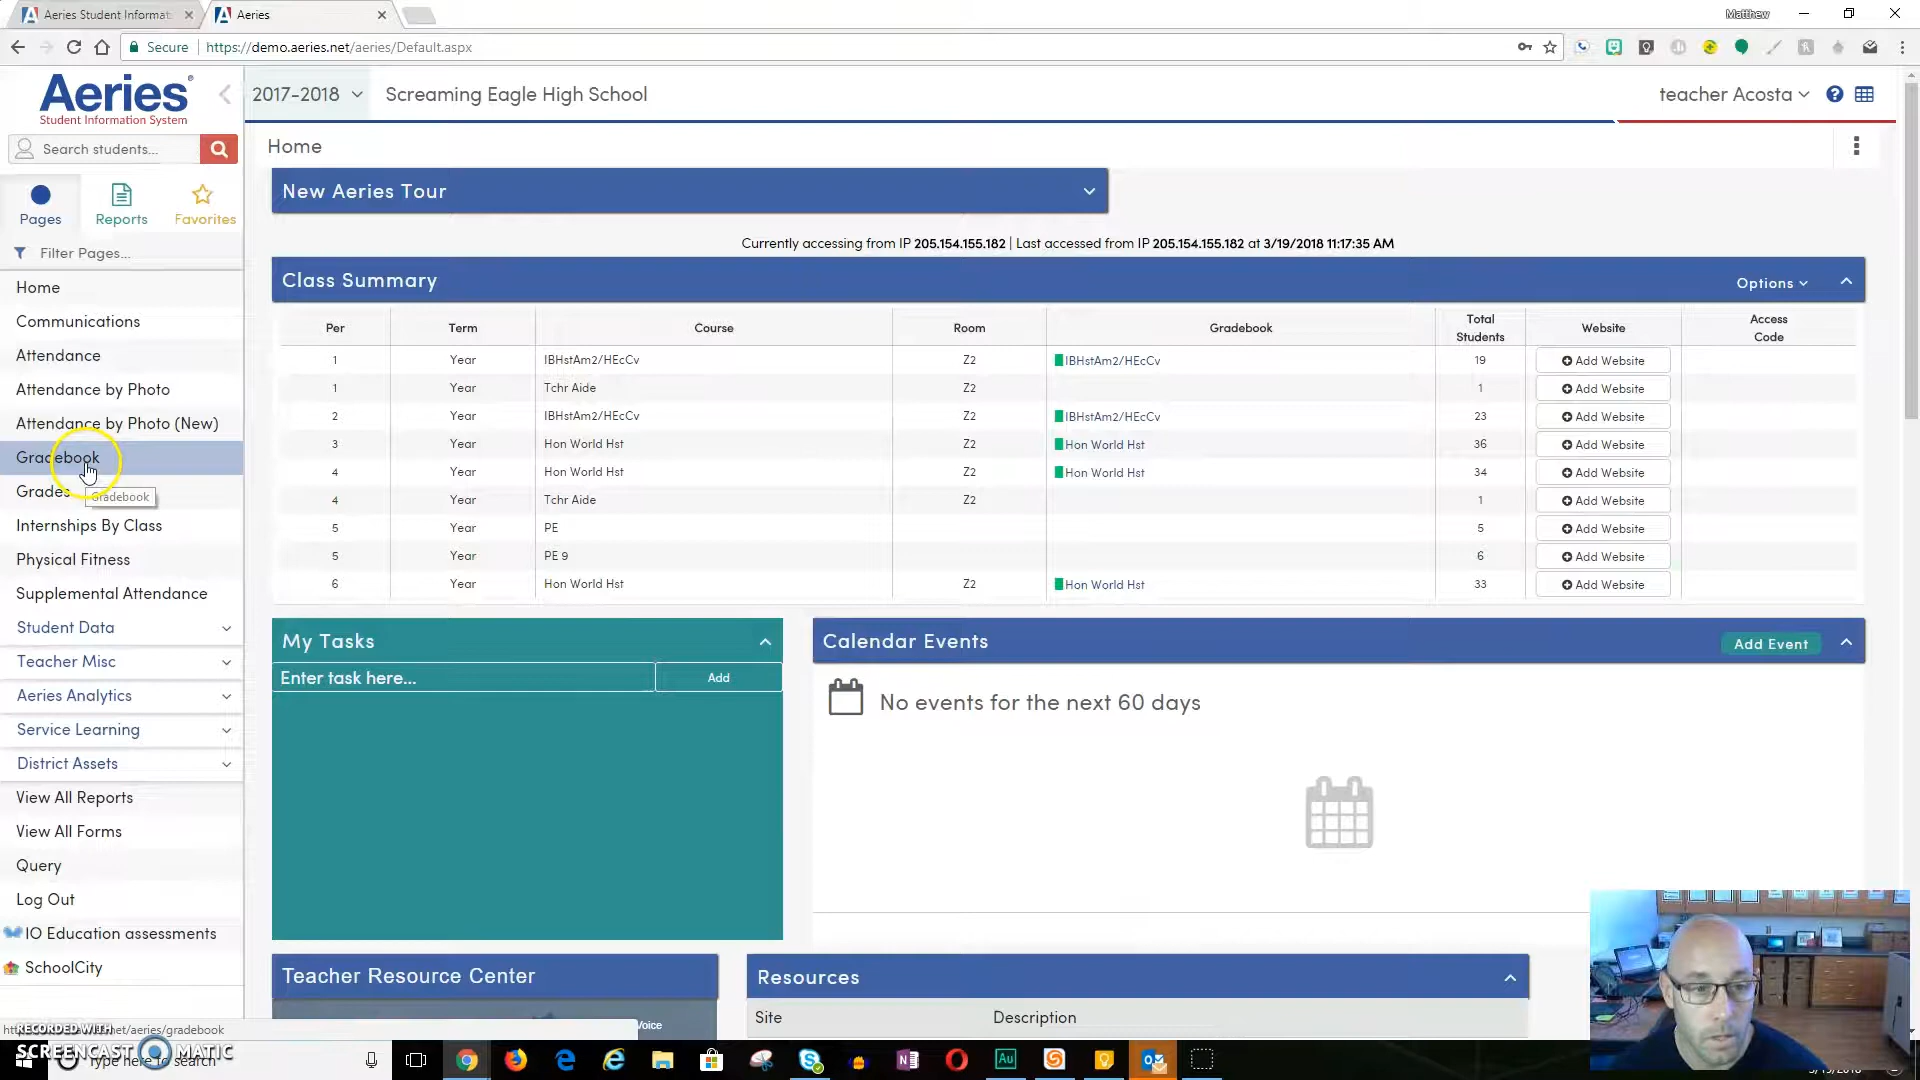 Aeries Student Informat
Aeries
Matthew
Secure
https://demo.aeries.net/aeries/Default.aspx
Aeries
Student Information System
2017-2018
Screaming Eagle High School
teacher Acosta
Search students...
Home
Pages
Reports
Favorites
New Aeries Tour
Filter Pages...
Currently accessing from IP 205.154.155.182 | Last accessed from IP 205.154.155.182 at 3/19/2018 11:17:35 AM
Home
Communications
Attendance
Attendance by Photo
Attendance by Photo (New)
Gradebook
Grades
Gradebook
Internships By Class
Physical Fitness
Supplemental Attendance
Student Data
Teacher Misc
Aeries Analytics
Service Learning
District Assets
View All Reports
View All Forms
Query
Log Out
IO Education assessments
SchoolCity
Class Summary
Options
Per Term Course Room Gradebook Total Students Website Access Code
1 Year IBHstAm2/HEcCv Z2 IBHstAm2/HEcCv 19 Add Website
1 Year Tchr Aide Z2 1 Add Website
2 Year IBHstAm2/HEcCv Z2 IBHstAm2/HEcCv 23 Add Website
3 Year Hon World Hst Z2 Hon World Hst 36 Add Website
4 Year Hon World Hst Z2 Hon World Hst 34 Add Website
4 Year Tchr Aide Z2 1 Add Website
5 Year PE 5 Add Website
5 Year PE 9 6 Add Website
6 Year Hon World Hst Z2 Hon World Hst 33 Add Website
My Tasks
Enter task here...
Add
Calendar Events
Add Event
No events for the next 60 days
Teacher Resource Center
Voice
Resources
Site Description
net/aeries/gradebook
RECORDED WITH
SCREENCAST MATIC
Type here to search